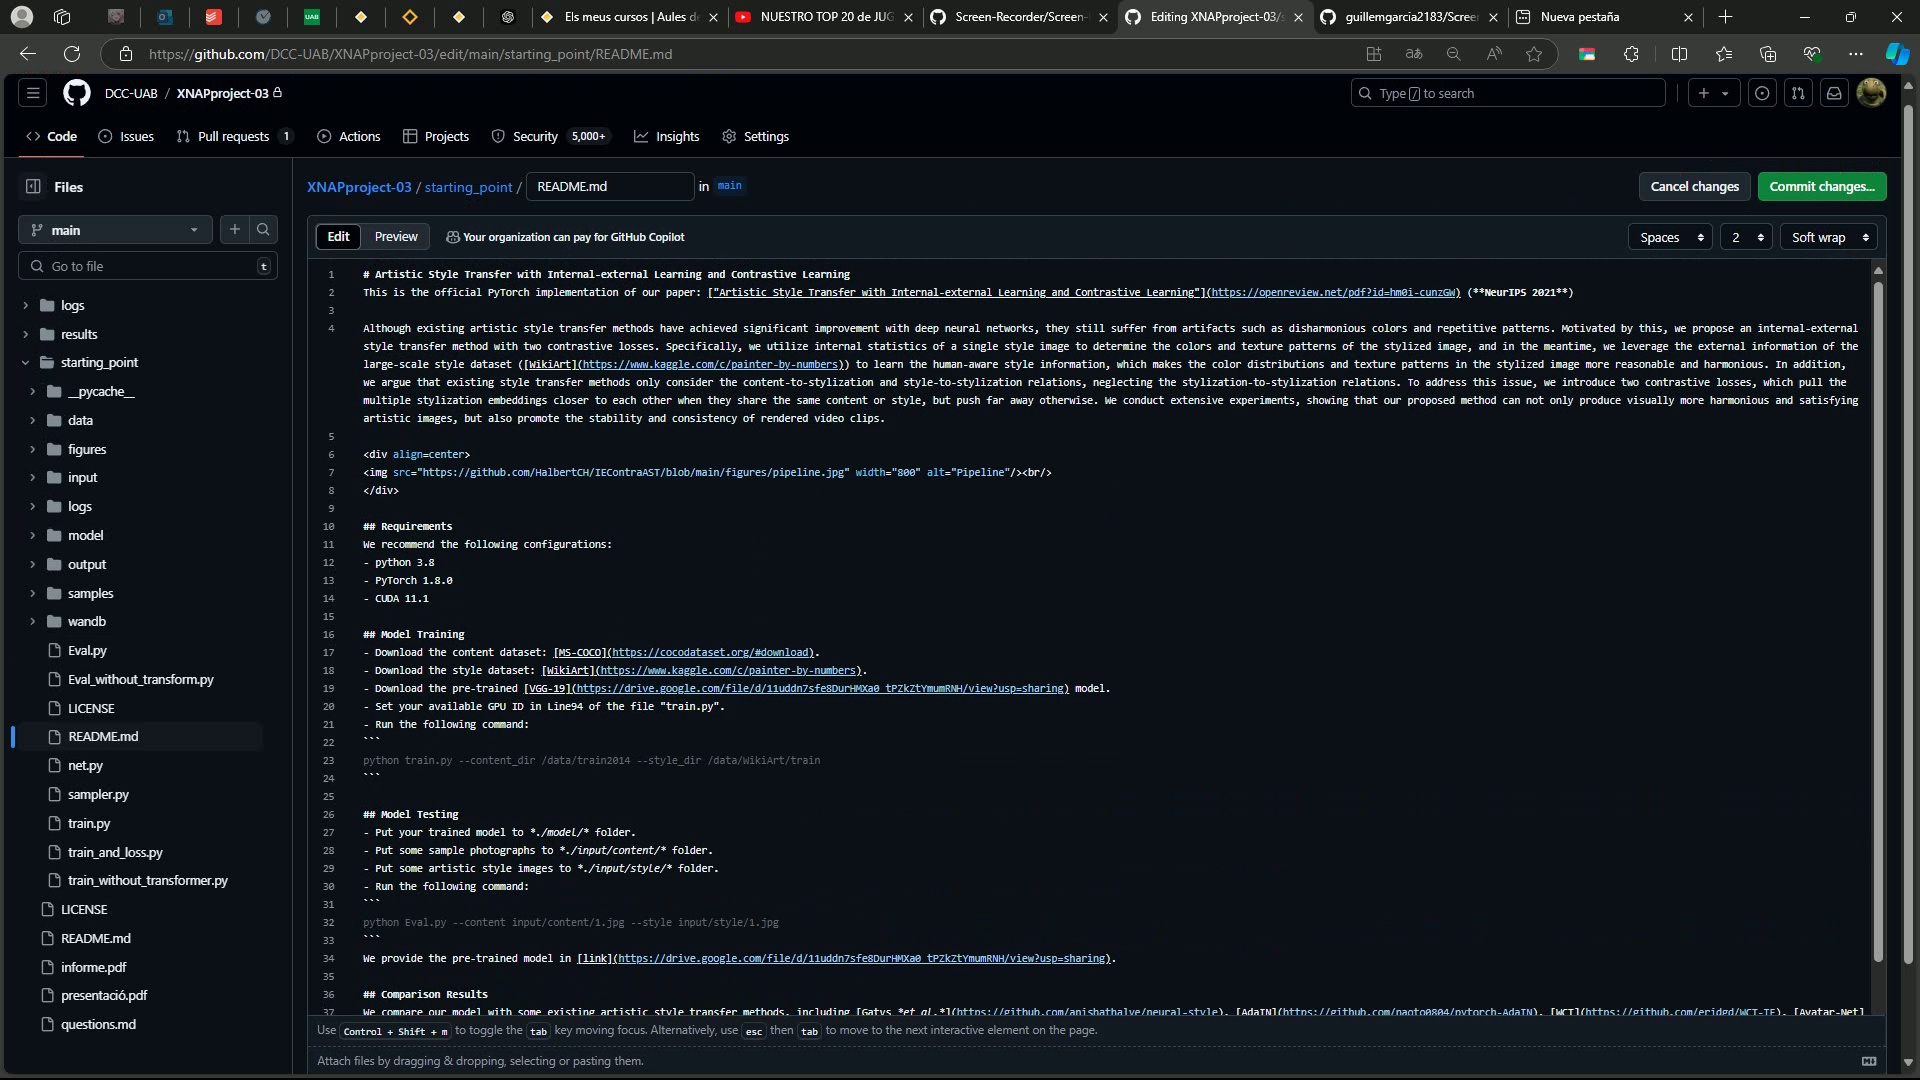 Els meus cursos | Aules de
NUESTRO TOP 20 de JUG
Screen-Recorder/Screen-
Editing XNAPproject-03/s
guillemgarcia2183/Screen
Nueva pestaña
https://github.com/DCC-UAB/XNAPproject-03/edit/main/starting_point/README.md
DCC-UAB / XNAPproject-03
Type / to search
Code
Issues
Pull requests 1
Actions
Projects
Security 5,000+
Insights
Settings
Files
XNAPproject-03 / starting_point / README.md in main
Cancel changes
Commit changes...
main
Go to file t
Edit
Preview
Your organization can pay for GitHub Copilot
Spaces
2
Soft wrap
logs
results
starting_point
__pycache__
data
figures
input
logs
model
output
samples
wandb
Eval.py
Eval_without_transform.py
LICENSE
README.md
net.py
sampler.py
train.py
train_and_loss.py
train_without_transformer.py
LICENSE
README.md
informe.pdf
presentació.pdf
questions.md
1 # Artistic Style Transfer with Internal-external Learning and Contrastive Learning
2 This is the official PyTorch implementation of our paper: ["Artistic Style Transfer with Internal-external Learning and Contrastive Learning"](https://openreview.net/pdf?id=hm0i-cunzGW) (**NeurIPS 2021**)
3
4 Although existing artistic style transfer methods have achieved significant improvement with deep neural networks, they still suffer from artifacts such as disharmonious colors and repetitive patterns. Motivated by this, we propose an internal-external
style transfer method with two contrastive losses. Specifically, we utilize internal statistics of a single style image to determine the colors and texture patterns of the stylized image, and in the meantime, we leverage the external information of the
large-scale style dataset ([WikiArt](https://www.kaggle.com/c/painter-by-numbers)) to learn the human-aware style information, which makes the color distributions and texture patterns in the stylized image more reasonable and harmonious. In addition,
we argue that existing style transfer methods only consider the content-to-stylization and style-to-stylization relations, neglecting the stylization-to-stylization relations. To address this issue, we introduce two contrastive losses, which pull the
multiple stylization embeddings closer to each other when they share the same content or style, but push far away otherwise. We conduct extensive experiments, showing that our proposed method can not only produce visually more harmonious and satisfying
artistic images, but also promote the stability and consistency of rendered video clips.
5
6 <div align=center>
7 <img src="https://github.com/HalbertCH/IEContraAST/blob/main/figures/pipeline.jpg" width="800" alt="Pipeline"/><br/>
8 </div>
9
10 ## Requirements
11 We recommend the following configurations:
12 - python 3.8
13 - PyTorch 1.8.0
14 - CUDA 11.1
15
16 ## Model Training
17 - Download the content dataset: [MS-COCO](https://cocodataset.org/#download).
18 - Download the style dataset: [WikiArt](https://www.kaggle.com/c/painter-by-numbers).
19 - Download the pre-trained [VGG-19](https://drive.google.com/file/d/11uddn7sfe8DurHMXa0_tPZkZtYmumRNH/view?usp=sharing) model.
20 - Set your available GPU ID in Line94 of the file "train.py".
21 - Run the following command:
22 ```
23 python train.py --content_dir /data/train2014 --style_dir /data/WikiArt/train
24 ```
25
26 ## Model Testing
27 - Put your trained model to *./model/* folder.
28 - Put some sample photographs to *./input/content/* folder.
29 - Put some artistic style images to *./input/style/* folder.
30 - Run the following command:
31 ```
32 python Eval.py --content input/content/1.jpg --style input/style/1.jpg
33 ```
34 We provide the pre-trained model in [link](https://drive.google.com/file/d/11uddn7sfe8DurHMXa0_tPZkZtYmumRNH/view?usp=sharing).
35
36 ## Comparison Results
37 We compare our model with some existing artistic style transfer methods, including [Gatys *et al.*](https://github.com/anishathalye/neural-style), [AdaIN](https://github.com/naoto0804/pytorch-AdaIN), [WCT](https://github.com/eridgd/WCT-TF), [Avatar-Net]
Use Control + Shift + m to toggle the tab key moving focus. Alternatively, use esc then tab to move to the next interactive element on the page.
Attach files by dragging & dropping, selecting or pasting them.